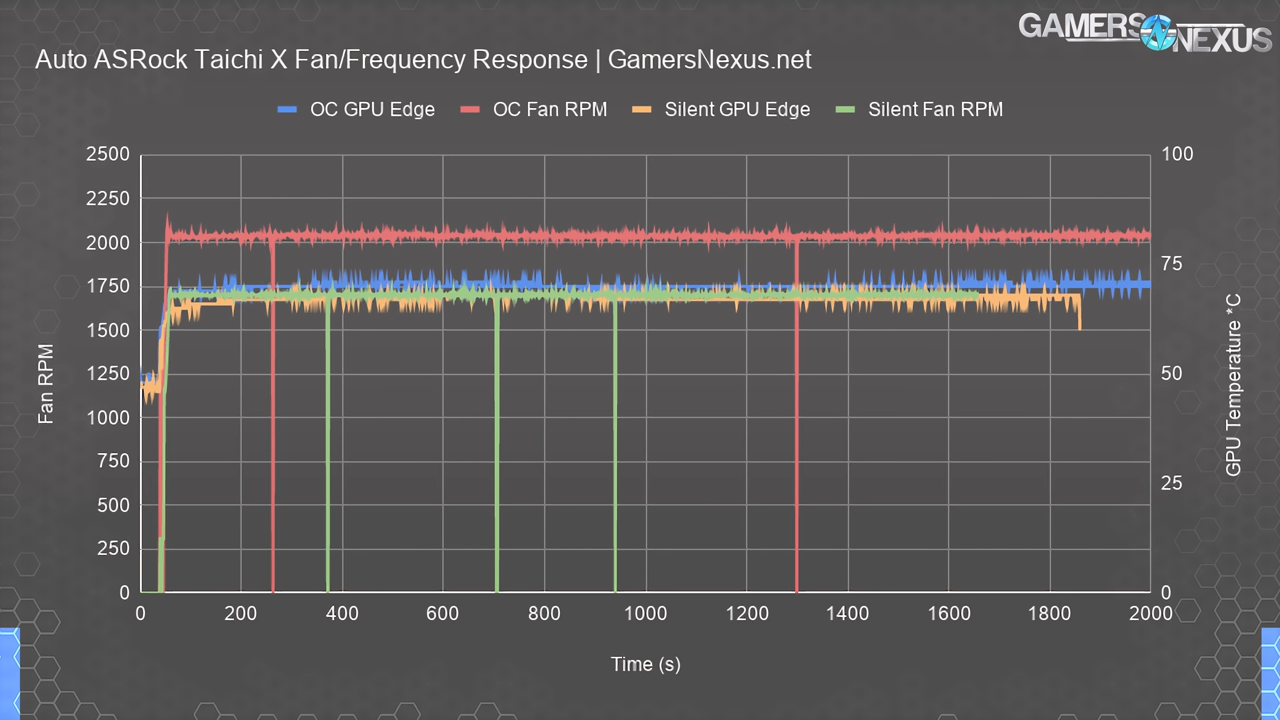 GAMERS NEXUS
Auto ASRock Taichi X Fan/Frequency Response | GamersNexus.net
OC GPU Edge OC Fan RPM Silent GPU Edge Silent Fan RPM
2500
2250
2000
1750
1500
1250
1000
750
500
250
0
Fan RPM
100
75
50
25
0
GPU Temperature *C
0 200 400 600 800 1000 1200 1400 1600 1800 2000
Time (s)